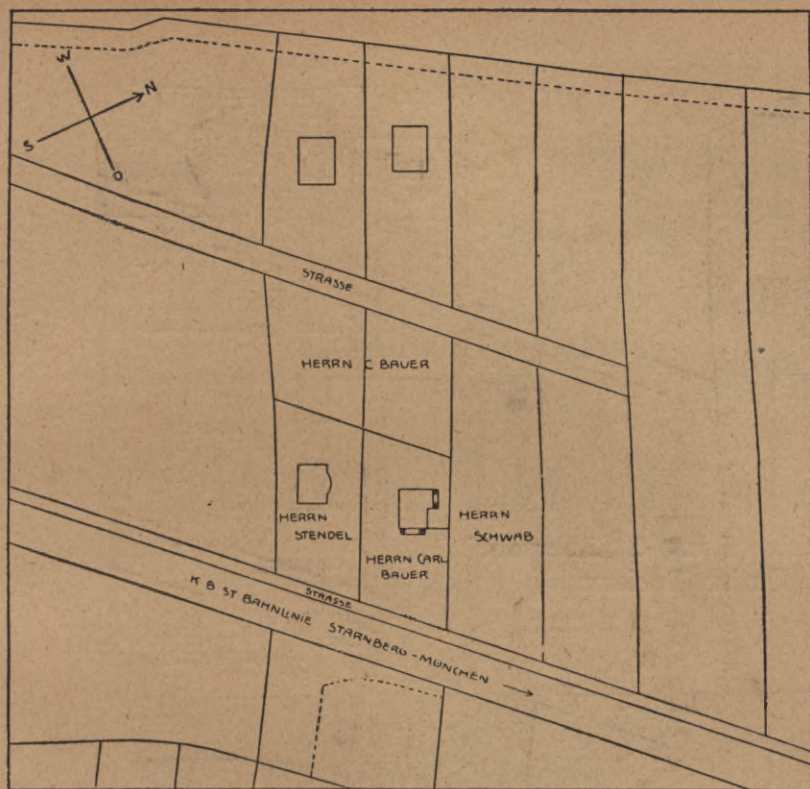 W
N
S
O
STRASSE
HERRN C BAUER
HERRN
STENDEL
HERRN
SCHWAB
HERRN CARL
BAUER
STRASSE
K B ST BAHNLINIE STARNBERG - MÜNCHEN